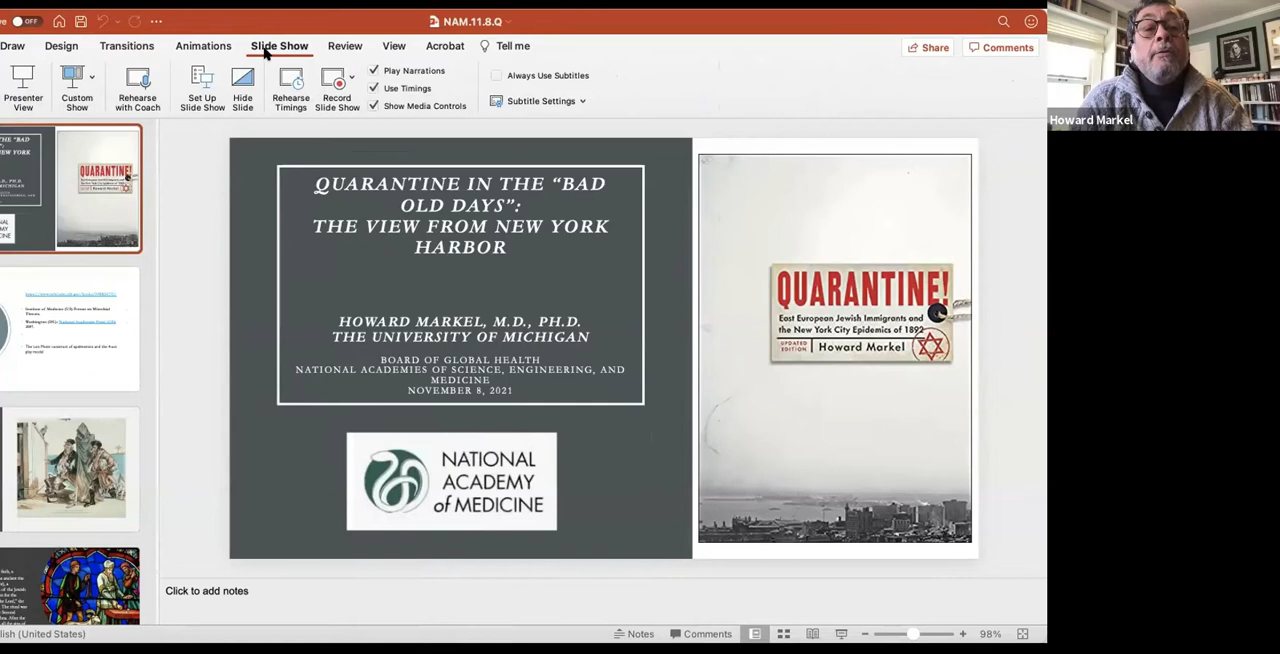 OFF
NAM.11.8.Q
Draw Design Transitions Animations Slide Show Review View Acrobat Tell me
Share Comments
Presenter View
Custom Show
Rehearse with Coach
Set Up Slide Show
Hide Slide
Rehearse Timings
Record Slide Show
Play Narrations
Use Timings
Show Media Controls
Always Use Subtitles
Subtitle Settings
Howard Markel
QUARANTINE IN THE “BAD
OLD DAYS”:
THE VIEW FROM NEW YORK
HARBOR
HOWARD MARKEL, M.D., PH.D.
THE UNIVERSITY OF MICHIGAN
BOARD OF GLOBAL HEALTH
NATIONAL ACADEMIES OF SCIENCE, ENGINEERING, AND
MEDICINE
NOVEMBER 8, 2021
NATIONAL
ACADEMY
of MEDICINE
QUARANTINE!
East European Jewish Immigrants and
the New York City Epidemics of 1892
UPDATED
EDITION
Howard Markel
Click to add notes
lish (United States)
Notes Comments 98%